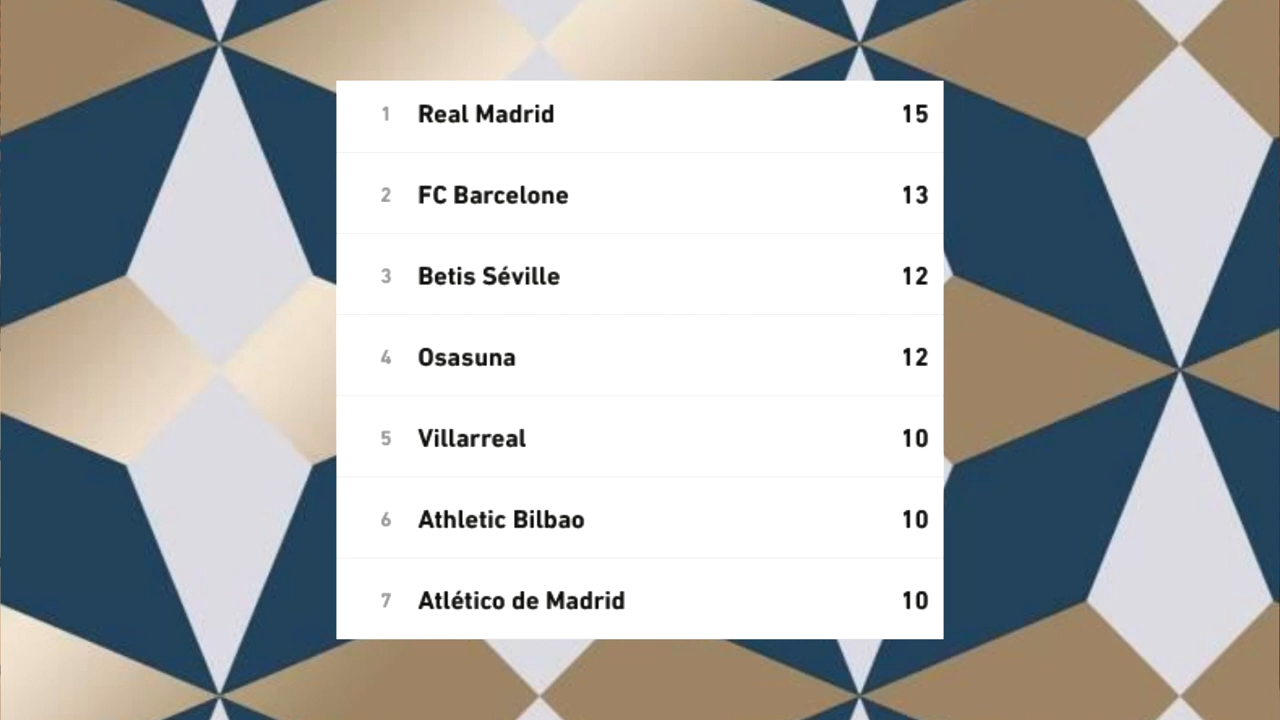 1 Real Madrid 15
2 FC Barcelone 13
3 Betis Séville 12
4 Osasuna 12
5 Villarreal 10
6 Athletic Bilbao 10
7 Atlético de Madrid 10